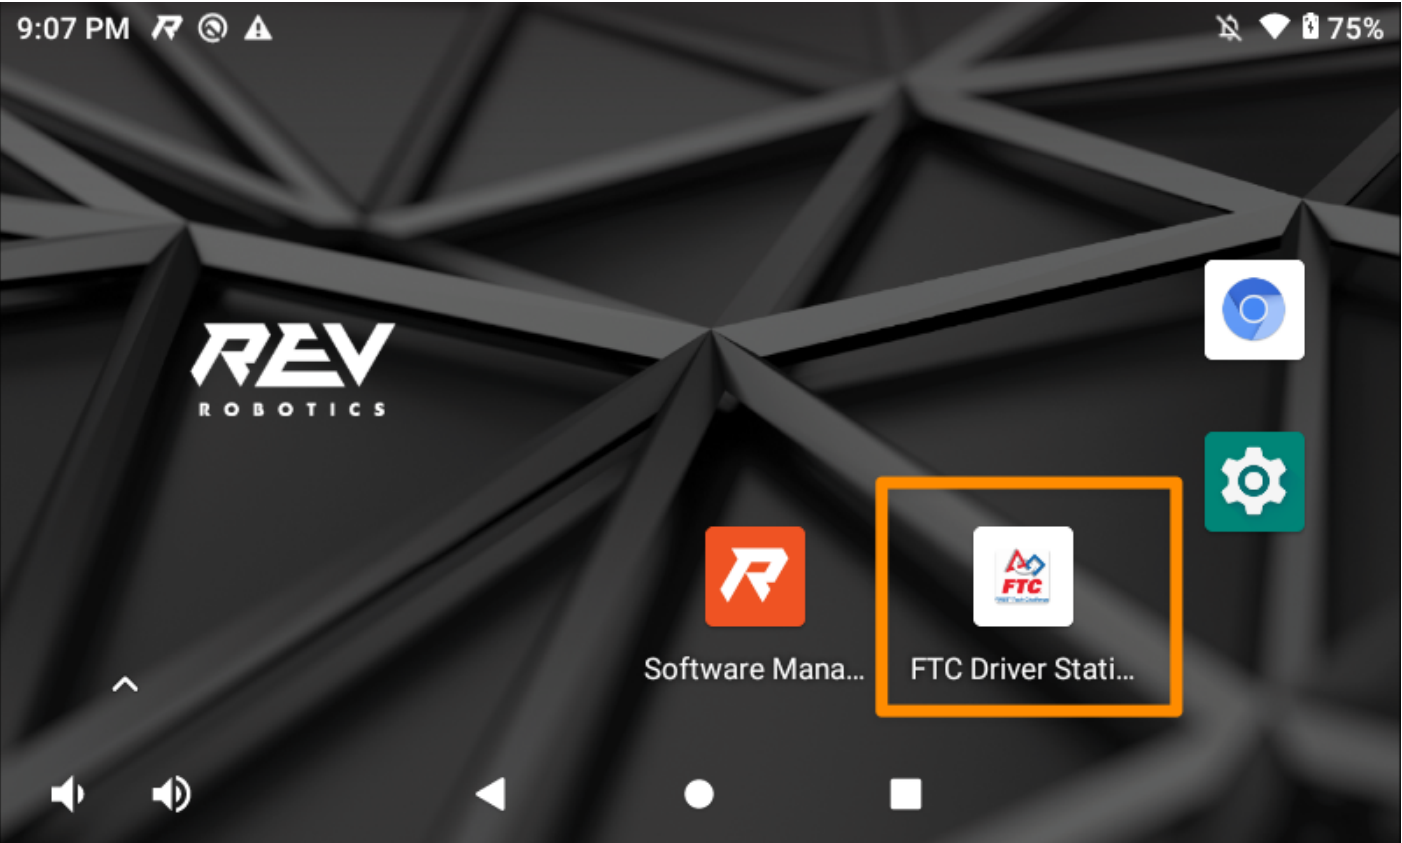 9:07 PM
75%
REV
ROBOTICS
FTC
Software Mana...
FTC Driver Stati...